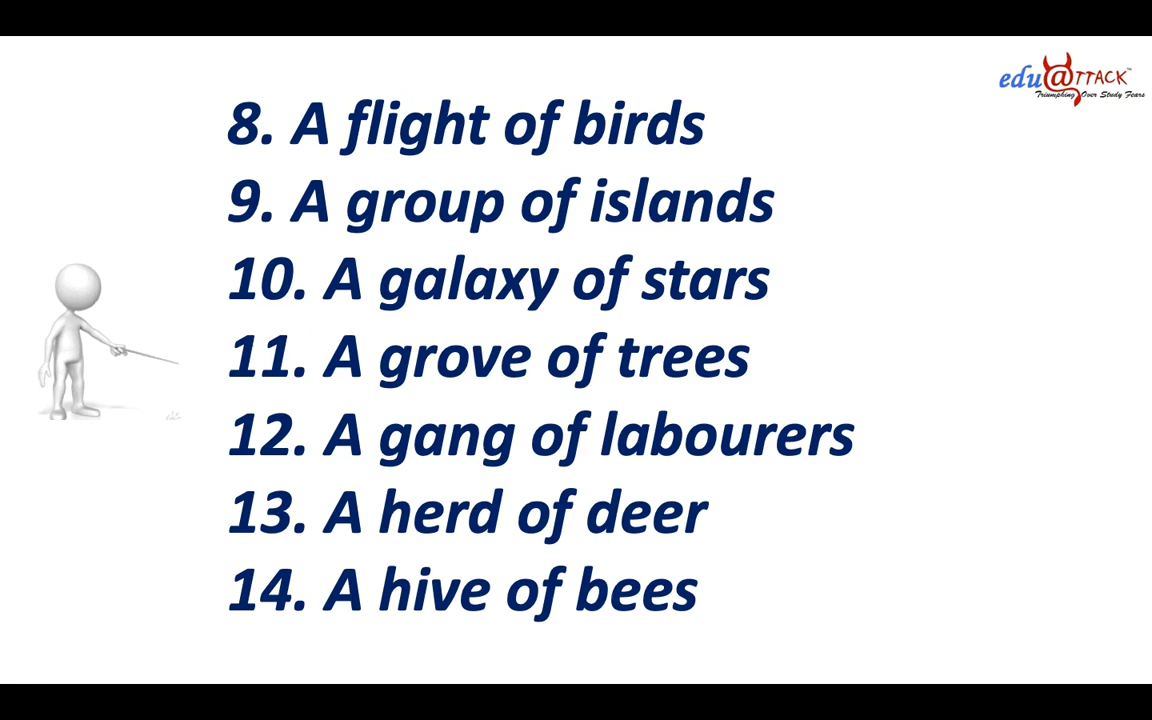 edu@TTACK™
Triumphing Over Study Fears
8. A flight of birds
9. A group of islands
10. A galaxy of stars
11. A grove of trees
12. A gang of labourers
13. A herd of deer
14. A hive of bees